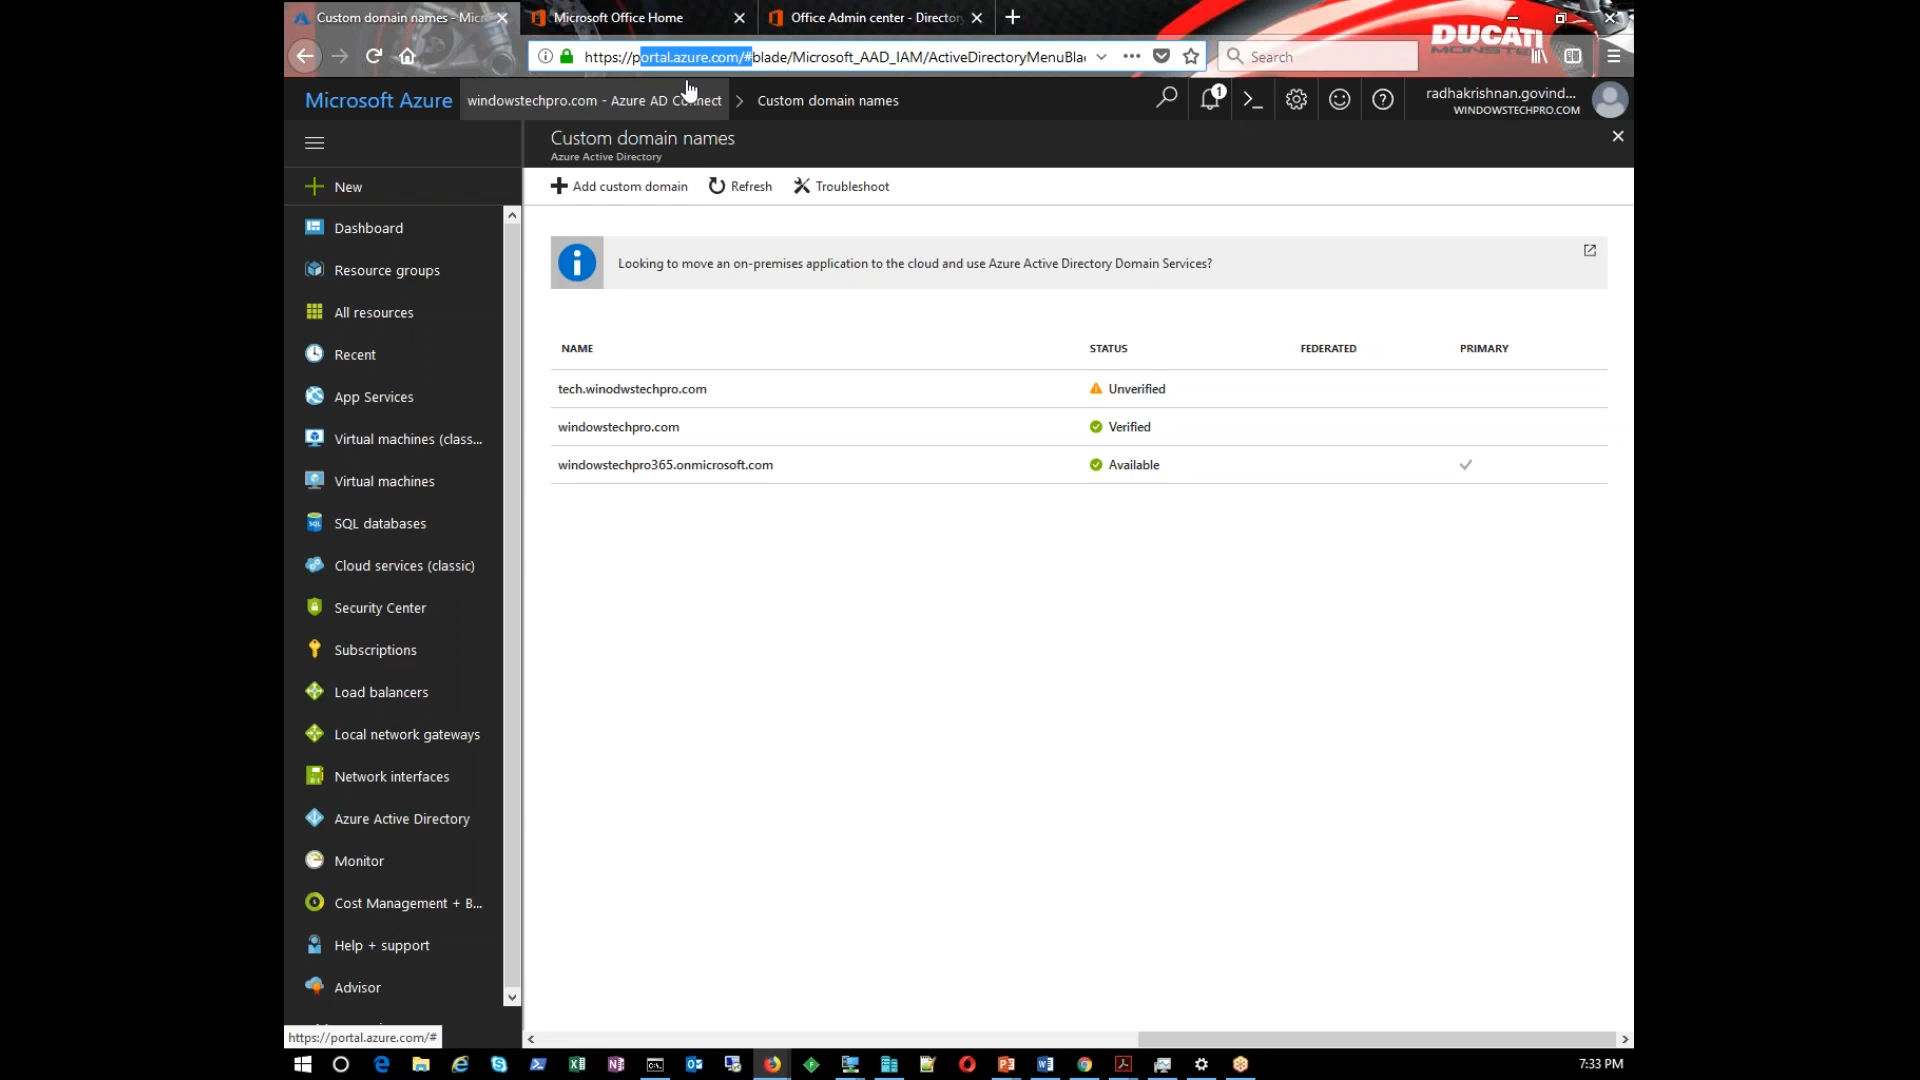 Custom domain names - Micr
Microsoft Office Home
Office Admin center - Director
DUCATI
MONSTER
https://portal.azure.com/#blade/Microsoft_AAD_IAM/ActiveDirectoryMenuBla
Search
Microsoft Azure
windowstechpro.com - Azure AD Connect
Custom domain names
1
radhakrishnan.govind...
WINDOWSTECHPRO.COM
Custom domain names
Azure Active Directory
New
Add custom domain
Refresh
Troubleshoot
Dashboard
Resource groups
All resources
Recent
App Services
Virtual machines (class...
Virtual machines
SQL databases
Cloud services (classic)
Security Center
Subscriptions
Load balancers
Local network gateways
Network interfaces
Azure Active Directory
Monitor
Cost Management + B...
Help + support
Advisor
Looking to move an on-premises application to the cloud and use Azure Active Directory Domain Services?
NAME STATUS FEDERATED PRIMARY
tech.winodwstechpro.com Unverified
windowstechpro.com Verified
windowstechpro365.onmicrosoft.com Available
https://portal.azure.com/#
7:33 PM